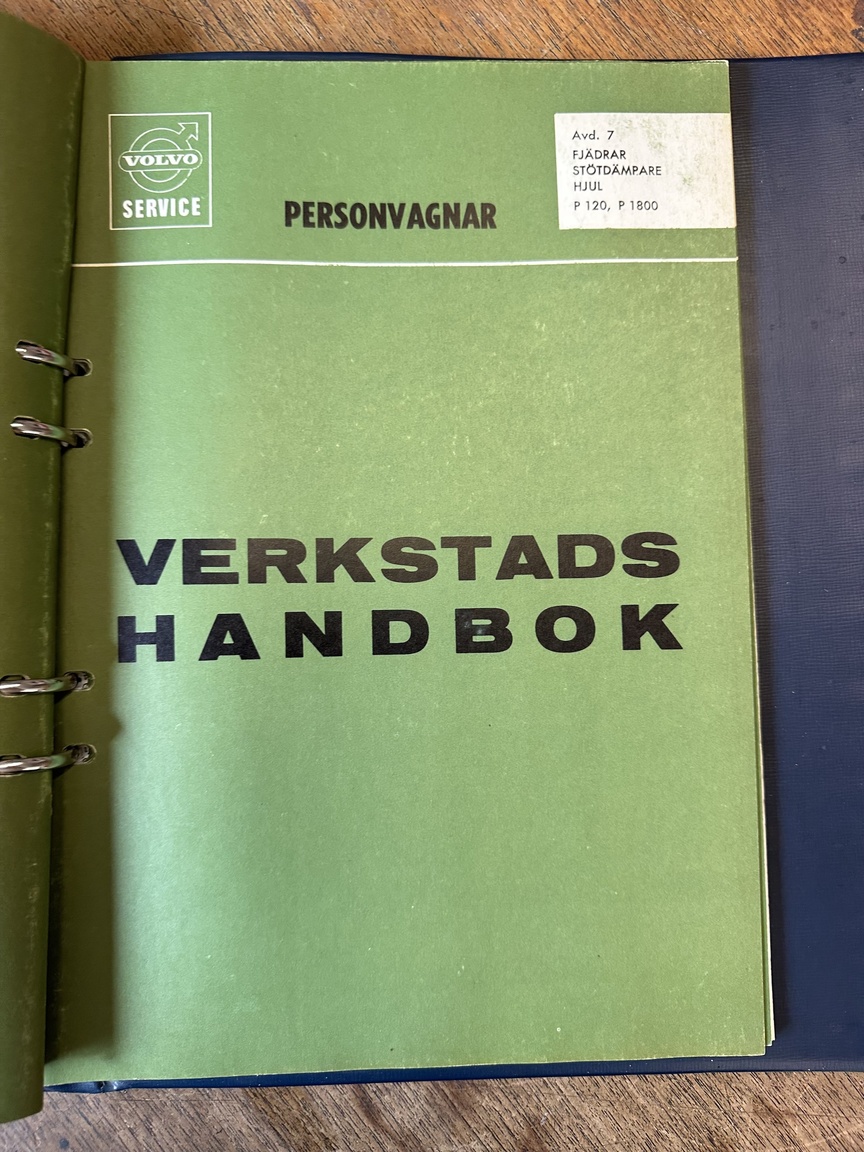 VOLVO
SERVICE
PERSONVAGNAR
Avd. 7
FJÄDRAR
STÖTDÄMPARE
HJUL
P 120, P 1800
VERKSTADS
HANDBOK